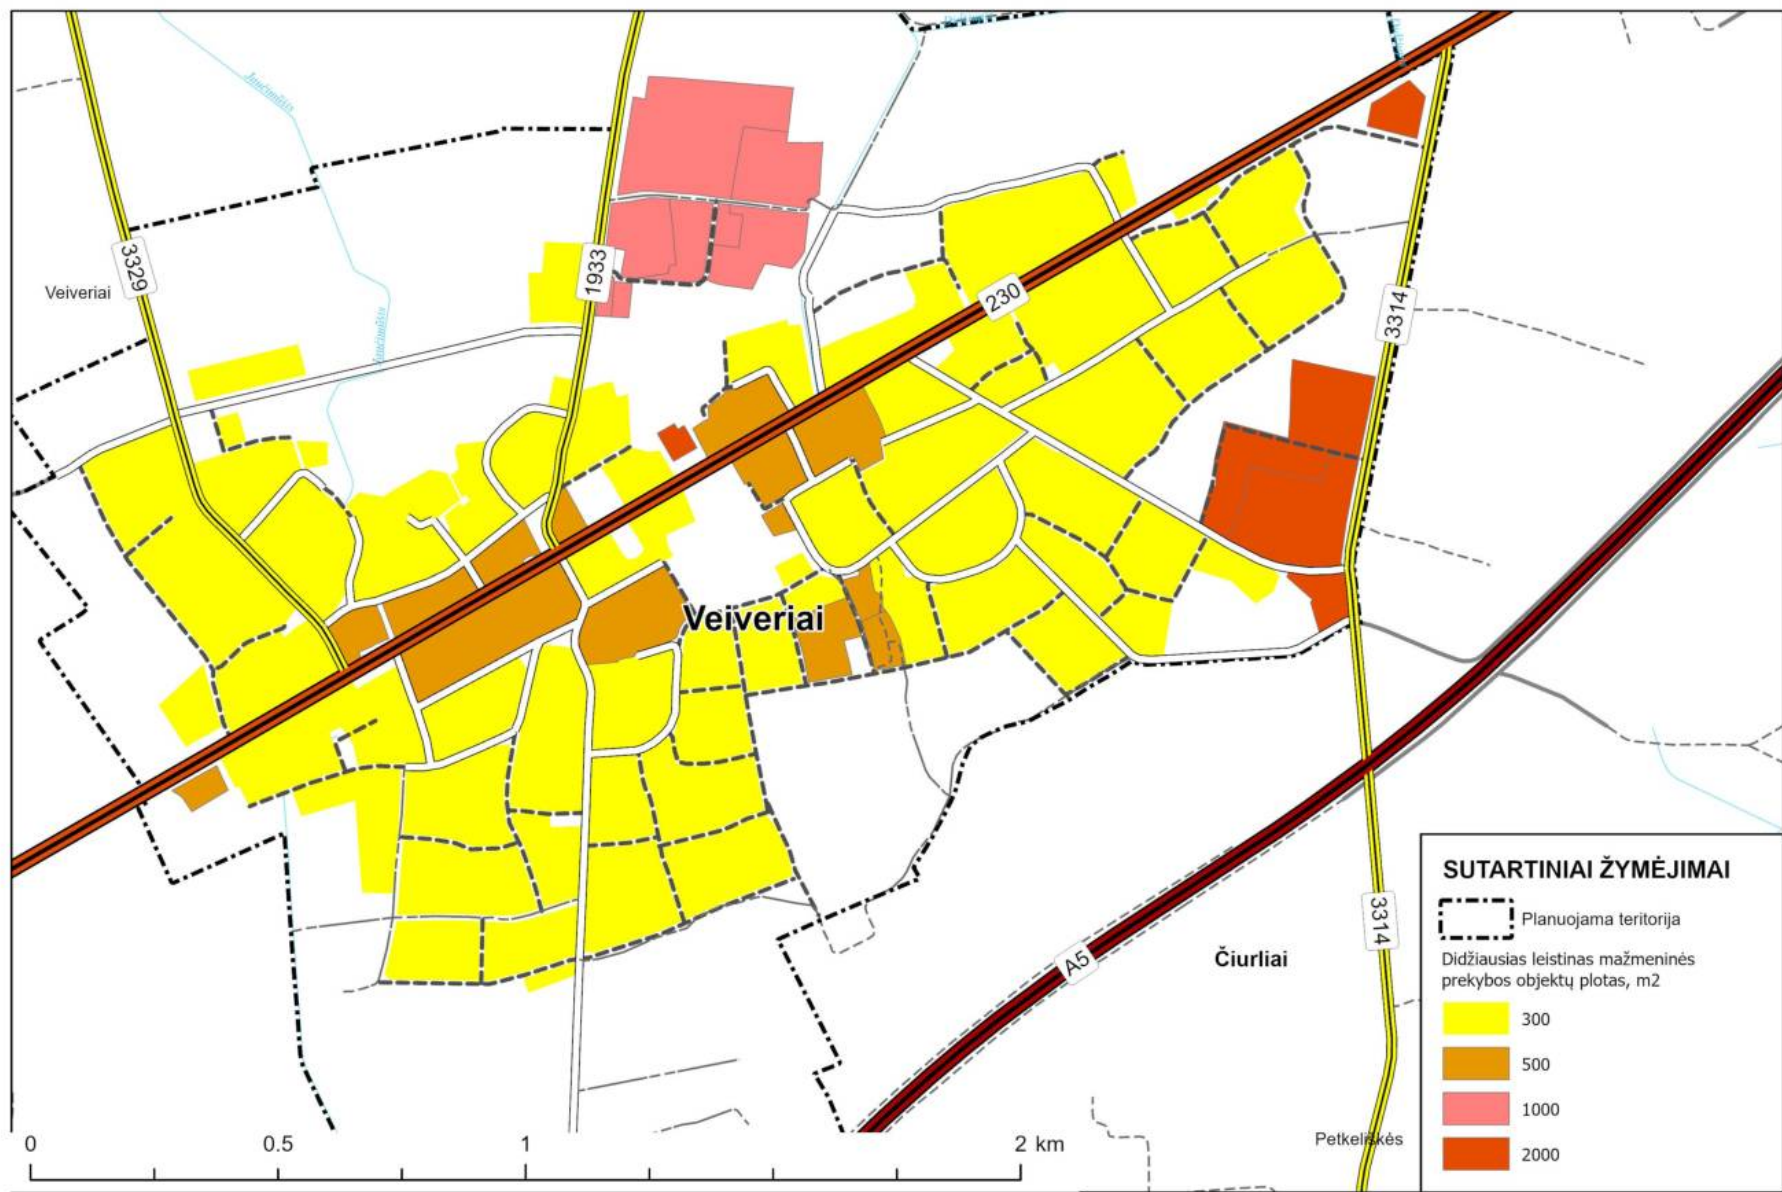 Jaučiniškis
3329
1933
230
3314
Veiveriai
Veiveriai
A5
3314
Čiurliai
Petkeliškės
0 0.5 1 2 km
SUTARTINIAI ŽYMĖJIMAI
Planuojama teritorija
Didžiausias leistinas mažmeninės
prekybos objektų plotas, m2
300
500
1000
2000